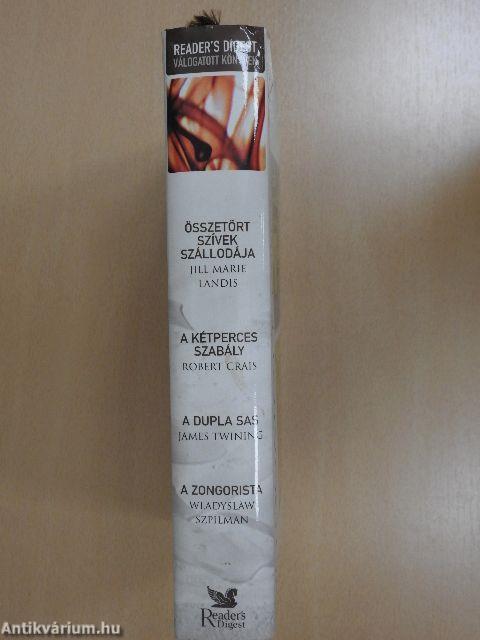 READER'S DIGEST
VÁLOGATOTT KÖNYVEK
ÖSSZETÖRT
SZÍVEK
SZÁLLODÁJA
JILL MARIE
LANDIS
A KÉTPERCES
SZABÁLY
ROBERT CRAIS
A DUPLA SAS
JAMES TWINING
A ZONGORISTA
WLADYSLAW
SZPILMAN
Reader's
Digest
Antikvárium.hu